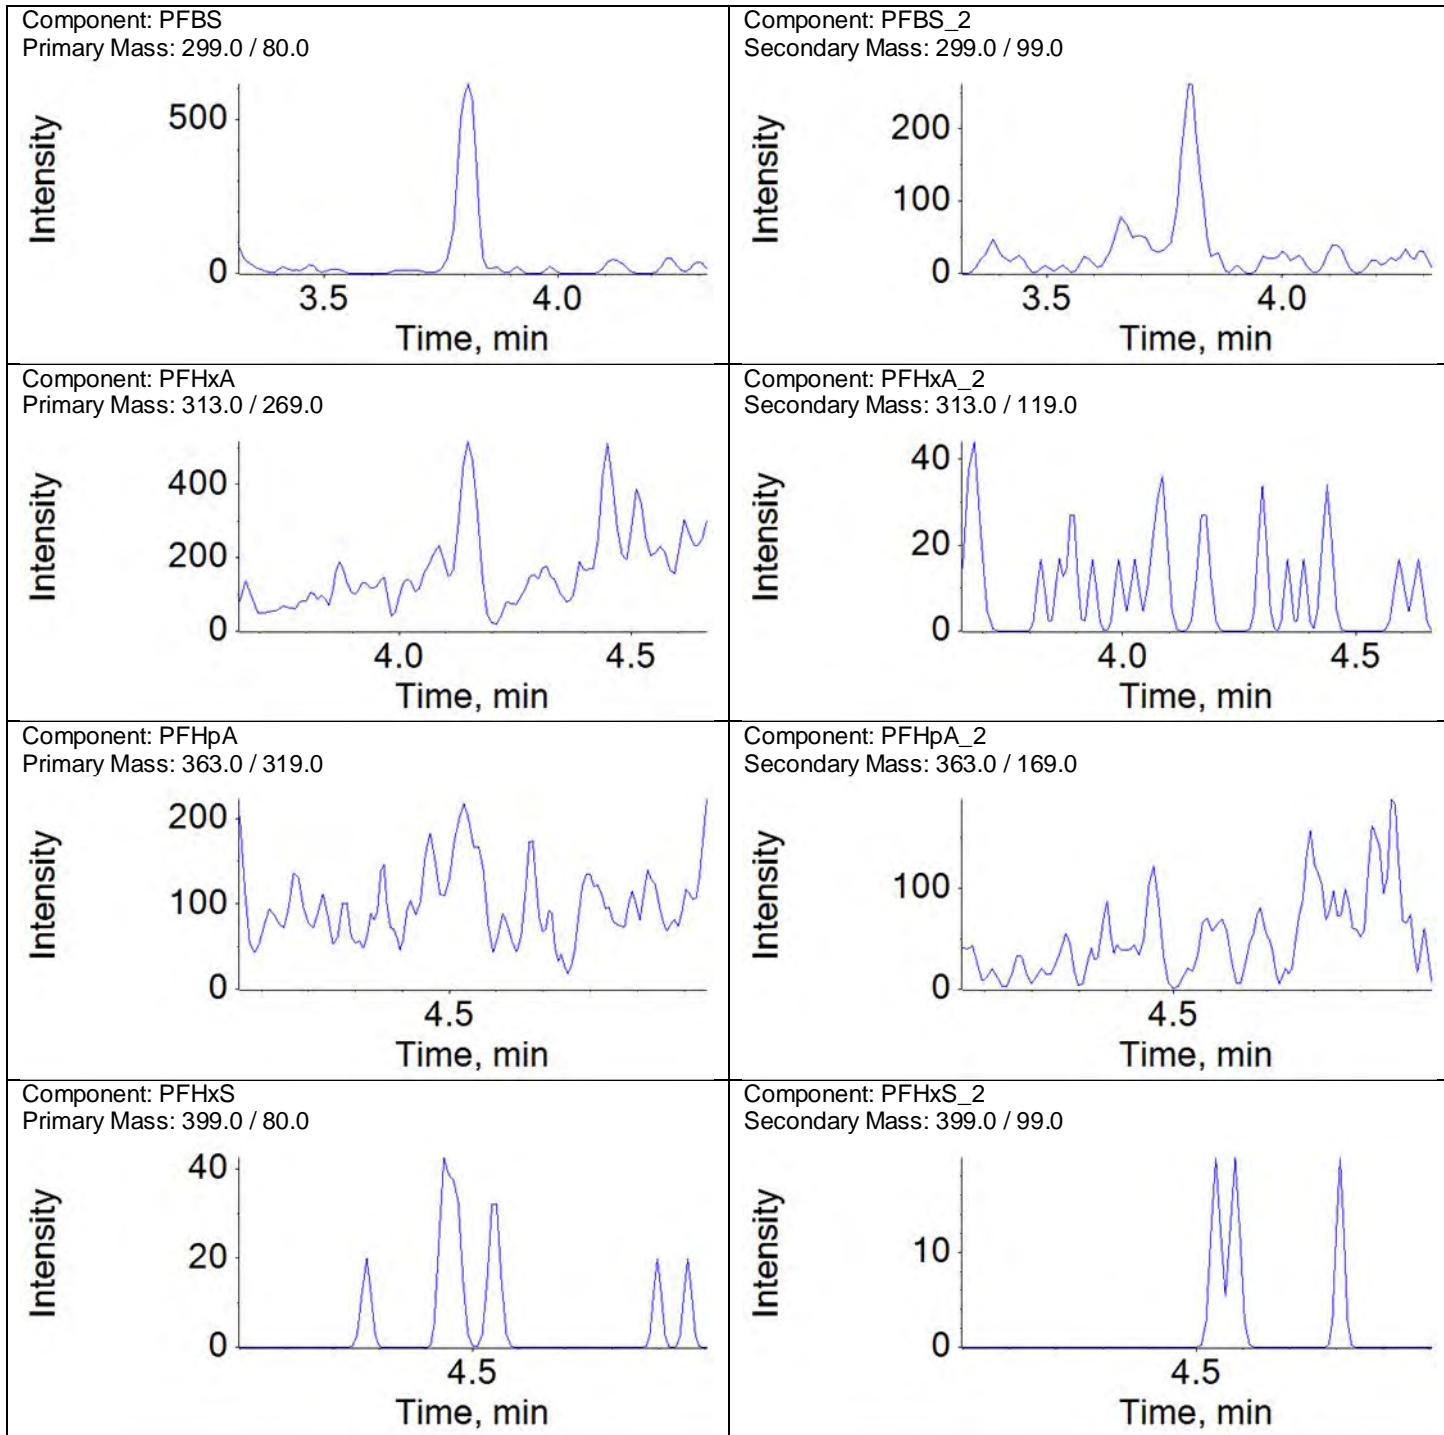 Component: PFBS
Primary Mass: 299.0 / 80.0
Intensity
500
0
3.5
4.0
Time, min
Component: PFBS_2
Secondary Mass: 299.0 / 99.0
Intensity
200
100
0
3.5
4.0
Time, min
Component: PFHxA
Primary Mass: 313.0 / 269.0
Intensity
400
200
0
4.0
4.5
Time, min
Component: PFHxA_2
Secondary Mass: 313.0 / 119.0
Intensity
40
20
0
4.0
4.5
Time, min
Component: PFHpA
Primary Mass: 363.0 / 319.0
Intensity
200
100
0
4.5
Time, min
Component: PFHpA_2
Secondary Mass: 363.0 / 169.0
Intensity
100
0
4.5
Time, min
Component: PFHxS
Primary Mass: 399.0 / 80.0
Intensity
40
20
0
4.5
Time, min
Component: PFHxS_2
Secondary Mass: 399.0 / 99.0
Intensity
10
0
4.5
Time, min